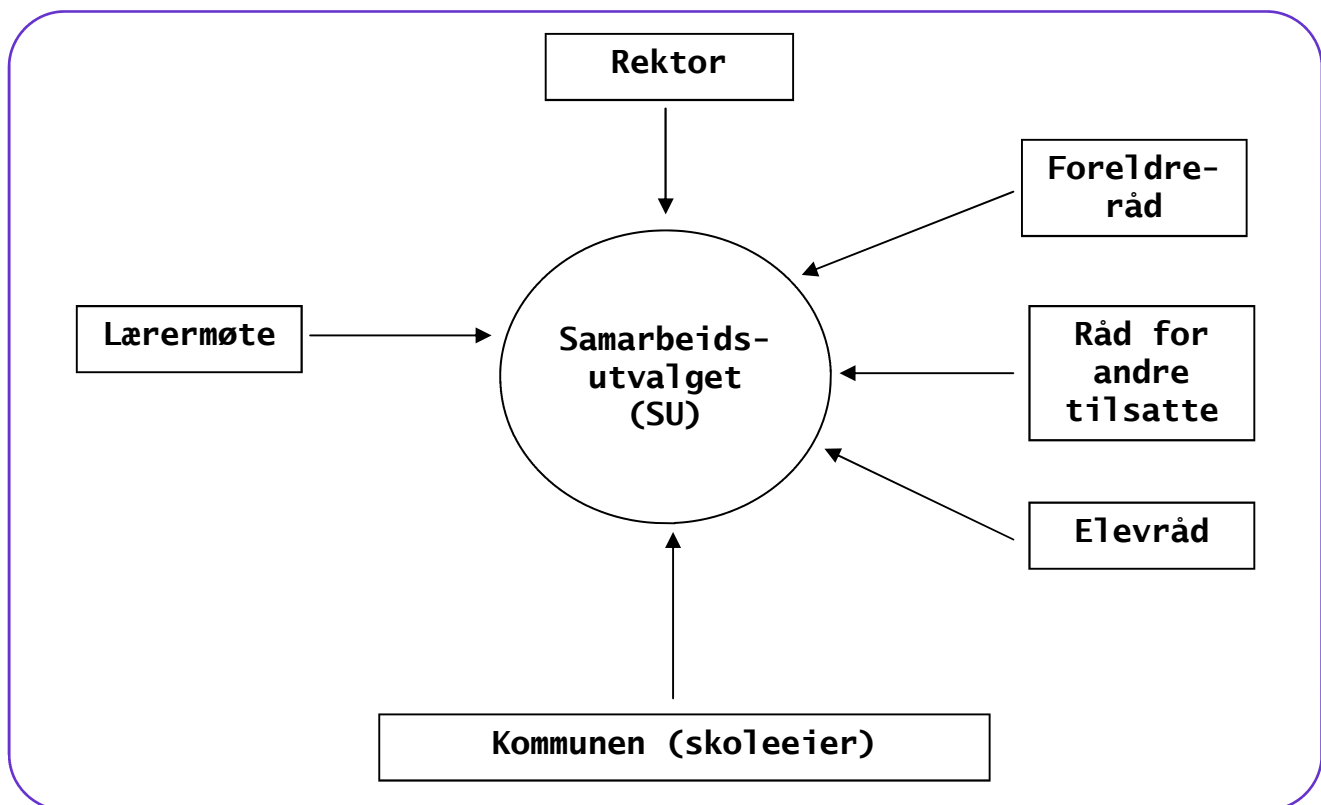 Rektor
Foreldre-
råd
Lærermøte
Samarbeids-
utvalget
(SU)
Råd for
andre
tilsatte
Elevråd
Kommunen (skoleeier)